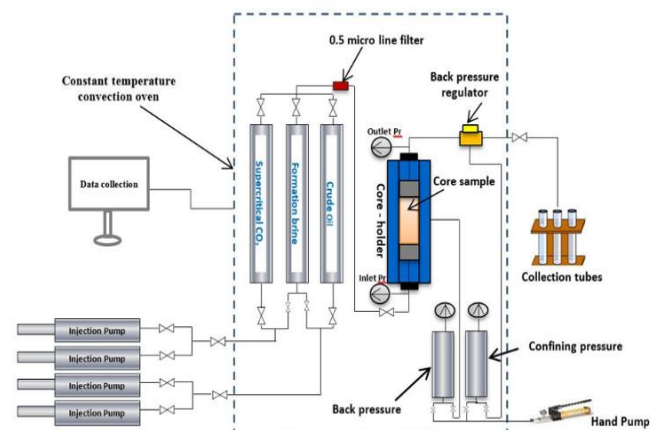 0.5 micro line filter
Constant temperature
convection oven
Back pressure
regulator
Outlet Pr
Data collection
Supercritical CO₂
Formation brine
Crude Oil
Core - holder
Core sample
Collection tubes
Inlet Pr
Injection Pump
Injection Pump
Injection Pump
Injection Pump
Confining pressure
Back pressure
Hand Pump